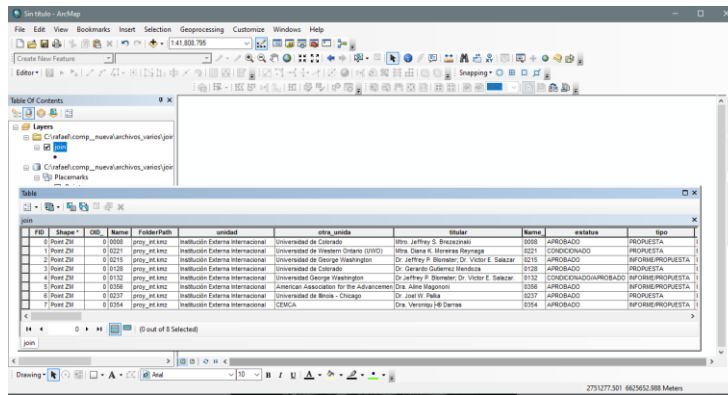 Sin título - ArcMap
File Edit View Bookmarks Insert Selection Geoprocessing Customize Windows Help
1:41,808.795
Create New Feature
Editor Snapping
Table Of Contents
Layers
C:\rafael\comp_nueva\archivos_varios\join
join
C:\rafael\comp_nueva\archivos_varios\join
Placemarks
Table
join
FID Shape * OID_ Name FolderPath unidad otra_unida titular Name_ estatus tipo
0 Point ZM 0 0008 proy_int.kmz Institución Externa Internacional Universidad de Colorado Mtro. Jeffrey S. Brezezinski 0008 APROBADO PROPUESTA
1 Point ZM 0 0221 proy_int.kmz Institución Externa Internacional Universidad de Western Ontario (UWO) Mtra. Diana K. Moreiras Reynaga 0221 CONDICIONADO PROPUESTA
2 Point ZM 0 0215 proy_int.kmz Institución Externa Internacional Universidad de George Washington Dr. Jeffrey P. Blomster; Dr. Victor E. Salazar 0215 APROBADO INFORME/PROPUESTA
3 Point ZM 0 0128 proy_int.kmz Institución Externa Internacional Universidad de Colorado Dr. Gerardo Gutiérrez Mendoza 0128 APROBADO PROPUESTA
4 Point ZM 0 0132 proy_int.kmz Institución Externa Internacional Universidad George Washington Dr. Jeffrey P. Blomster; Dr. Victor E. Salazar. 0132 CONDICIONADO/APROBADO INFORME/PROPUESTA
5 Point ZM 0 0356 proy_int.kmz Institución Externa Internacional American Association for the Advancemen Dra. Aline Magononi 0356 APROBADO INFORME/PROPUESTA
6 Point ZM 0 0237 proy_int.kmz Institución Externa Internacional Universidad de Illinois - Chicago Dr. Joel W. Palka 0237 APROBADO PROPUESTA
7 Point ZM 0 0354 proy_int.kmz Institución Externa Internacional CEMCA Dra. Veroniqu ├® Darras 0354 APROBADO INFORME/PROPUESTA
0 (0 out of 8 Selected)
join
Drawing A Arial 10 B I U A
2751277.501 6625652.988 Meters